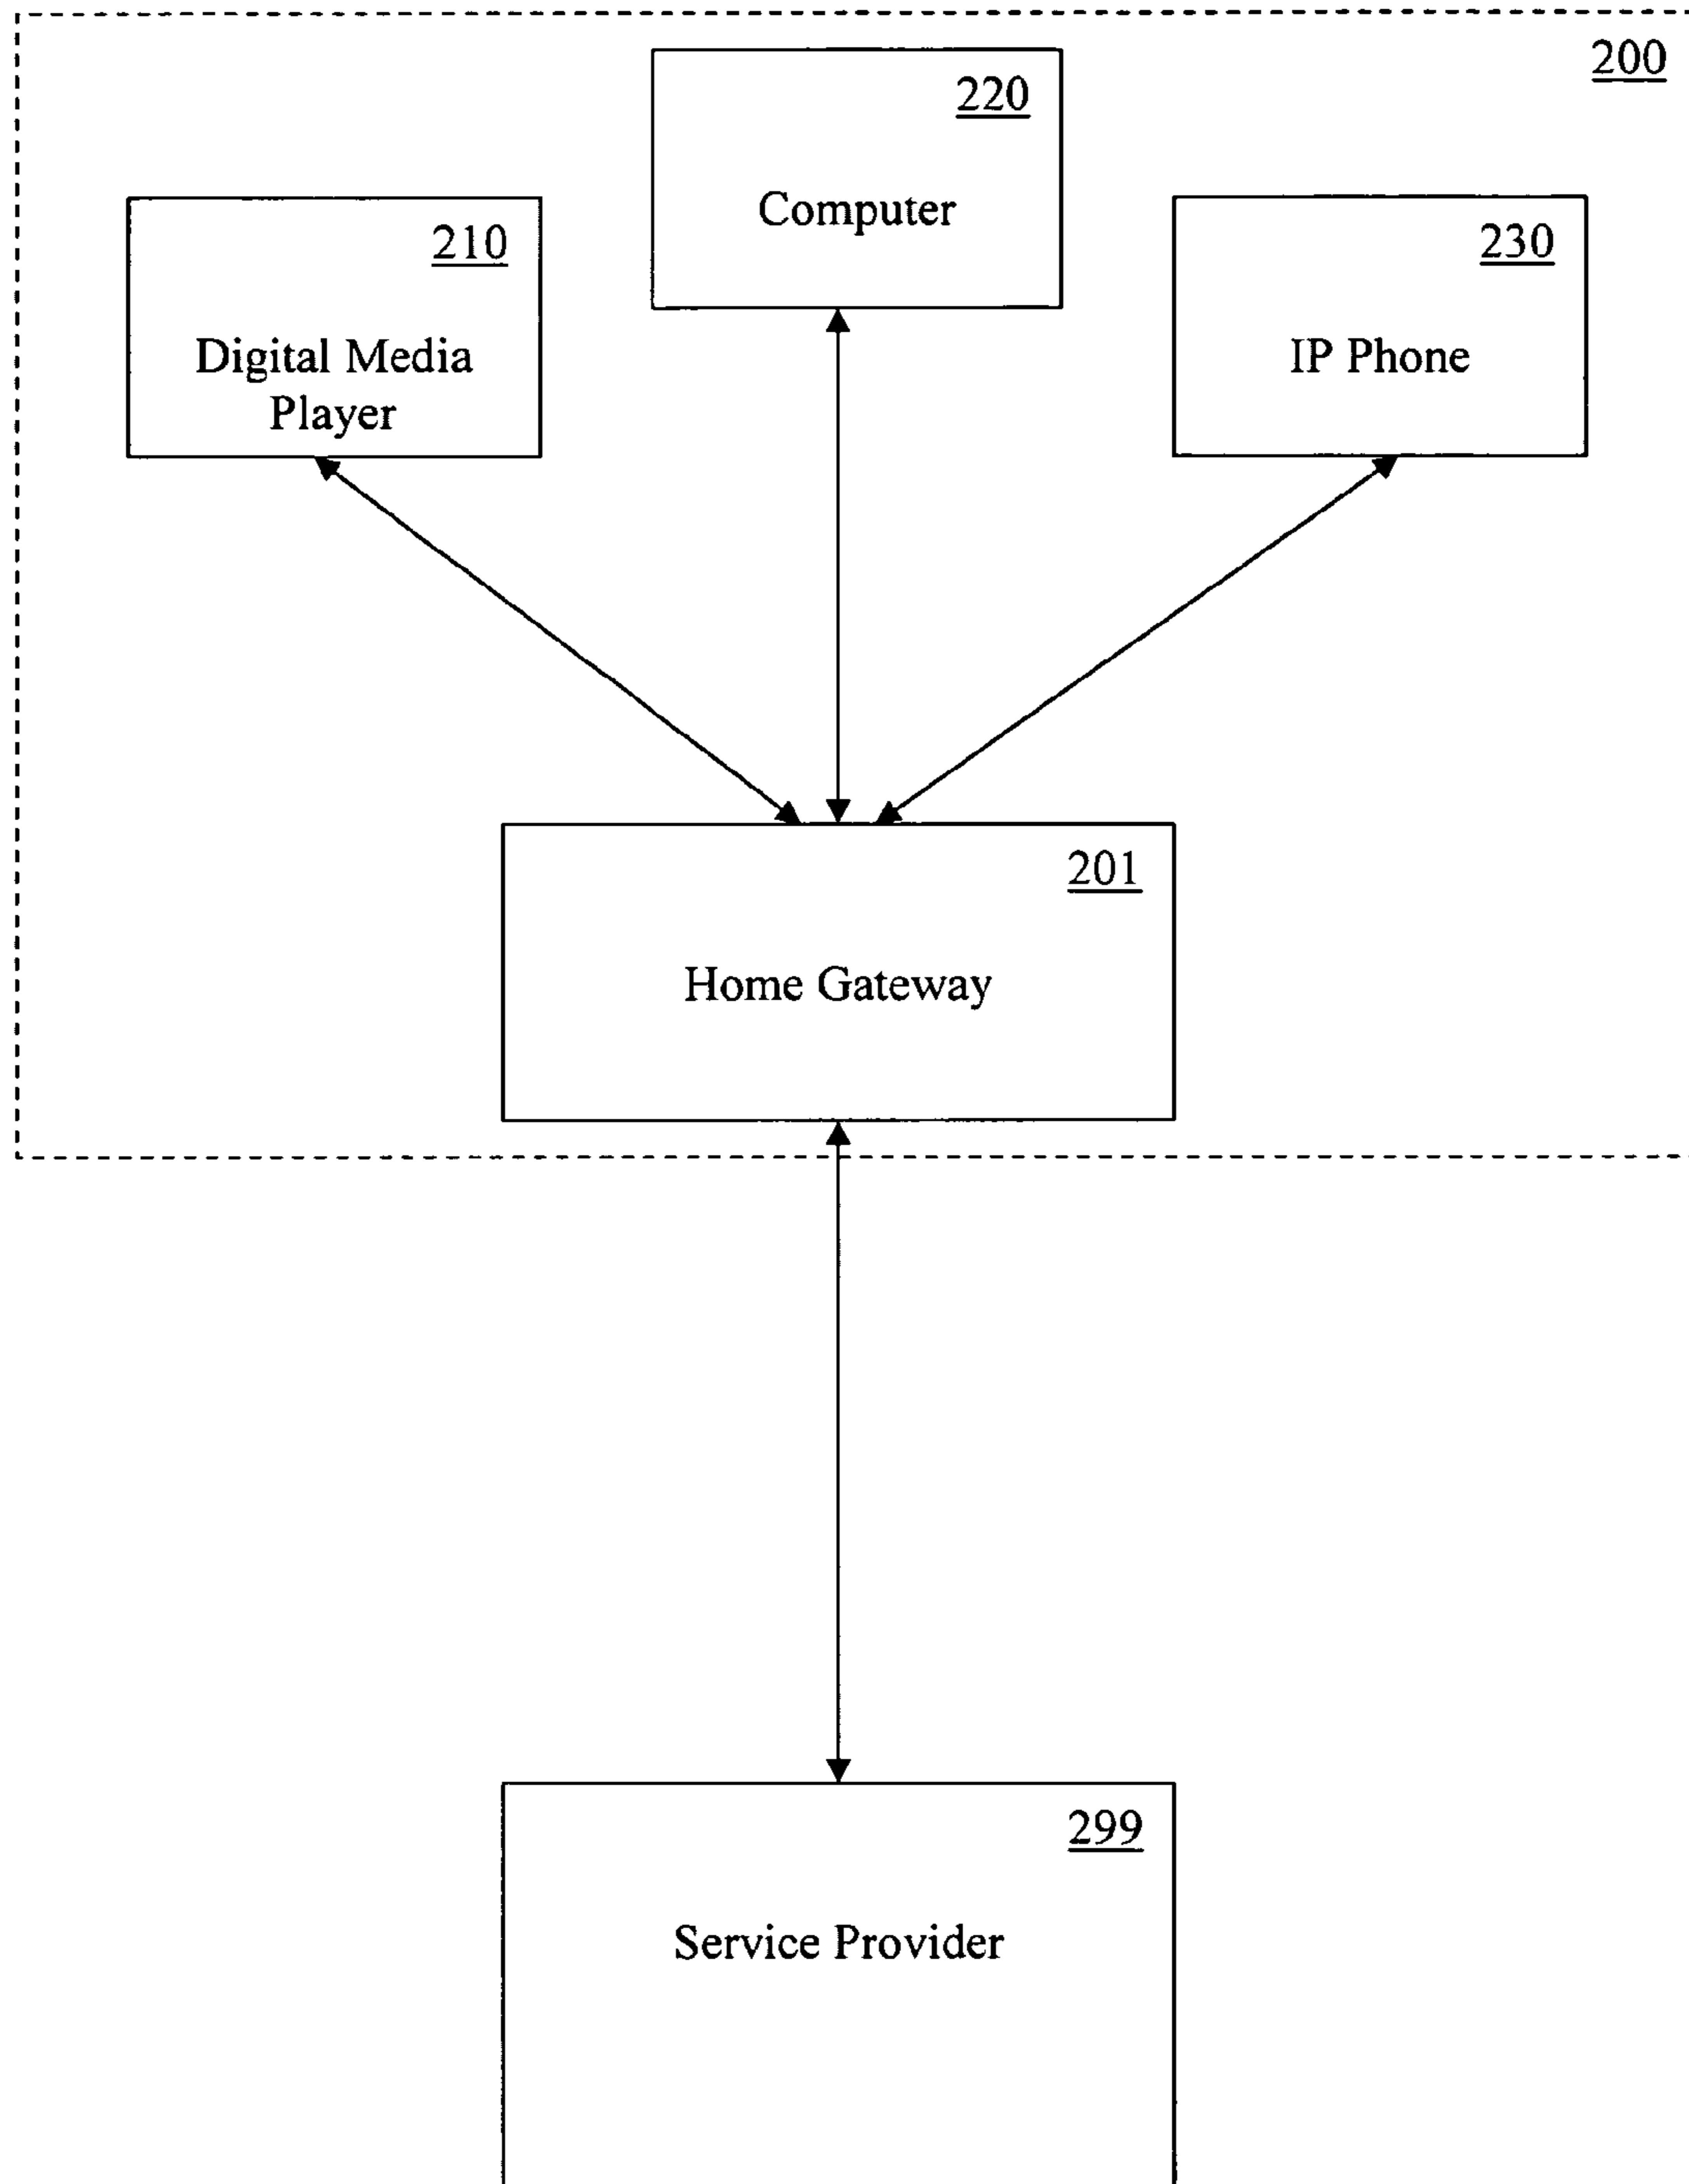 200
220
Computer
210
Digital Media
Player
230
IP Phone
201
Home Gateway
299
Service Provider